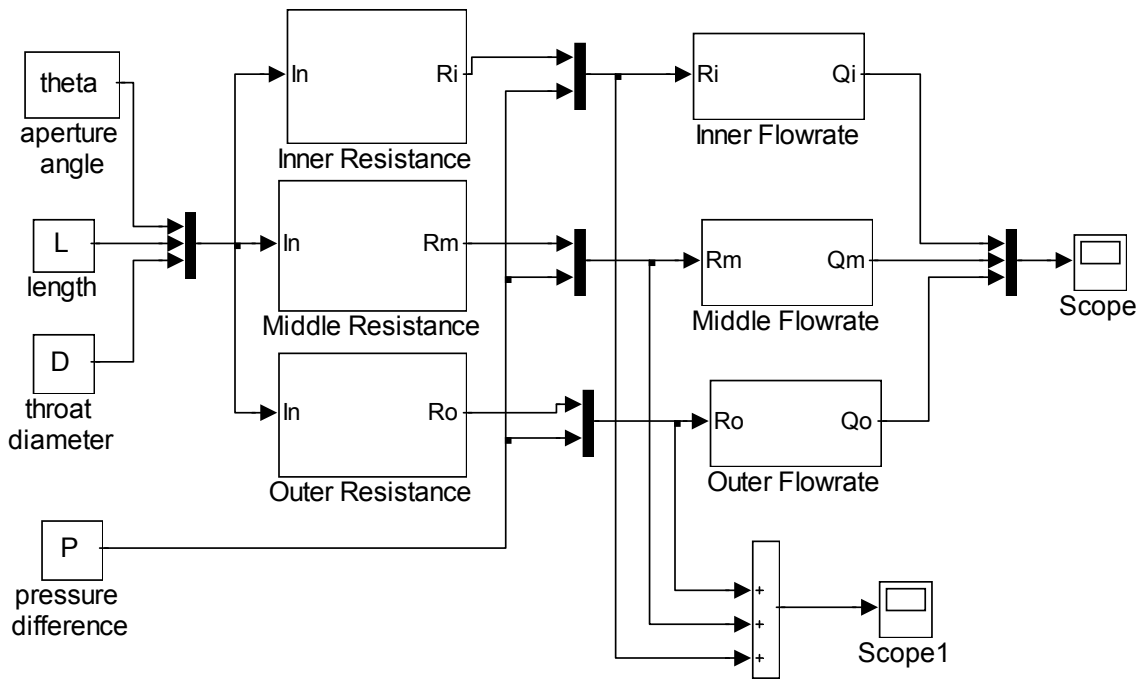 theta
aperture
angle
L
length
D
throat
diameter
P
pressure
difference
In
Ri
Inner Resistance
In
Rm
Middle Resistance
In
Ro
Outer Resistance
Ri
Qi
Inner Flowrate
Rm
Qm
Middle Flowrate
Ro
Qo
Outer Flowrate
+
+
+
Scope
Scope1